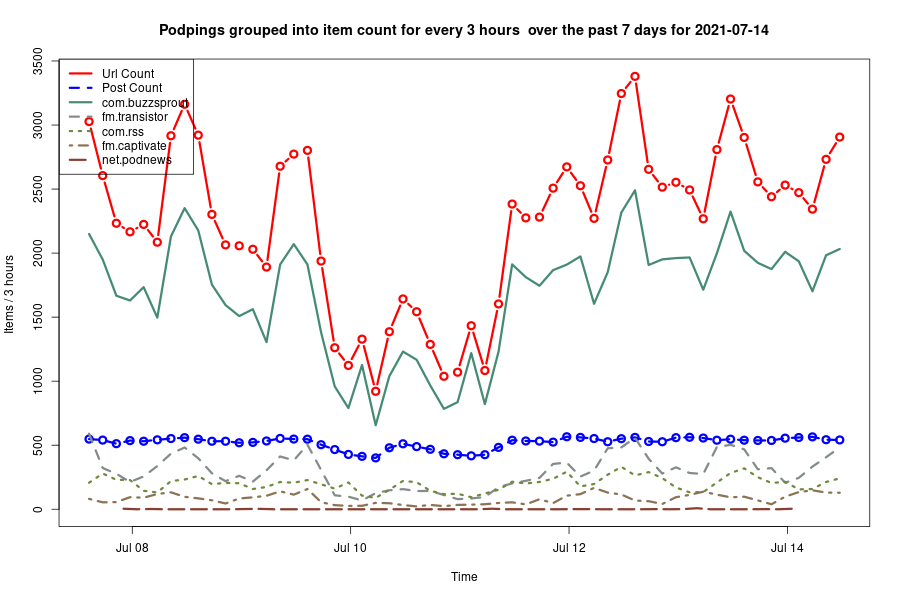 Podpings grouped into item count for every 3 hours  over the past 7 days for 2021-07-14
Items / 3 hours
3500
3000
2500
2000
1500
1000
500
0
Url Count
Post Count
com.buzzsprout
fm.transistor
com.rss
fm.captivate
net.podnews
Jul 08
Jul 10
Jul 12
Jul 14
Time